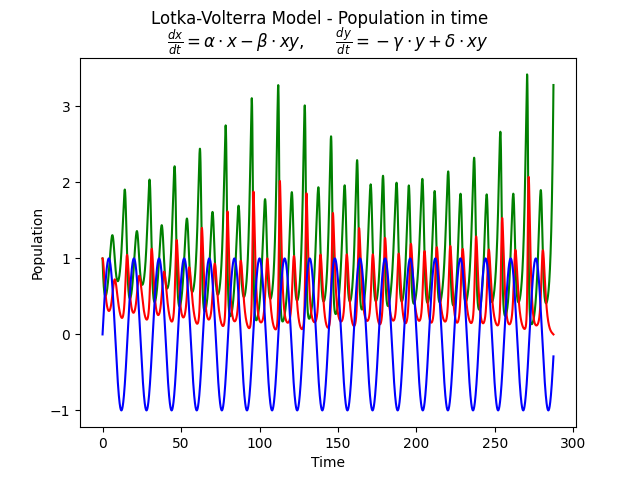 Lotka-Volterra Model - Population in time
dx/dt = α · x − β · xy, dy/dt = − γ · y + δ · xy
Population
3
2
1
0
−1
0 50 100 150 200 250 300
Time